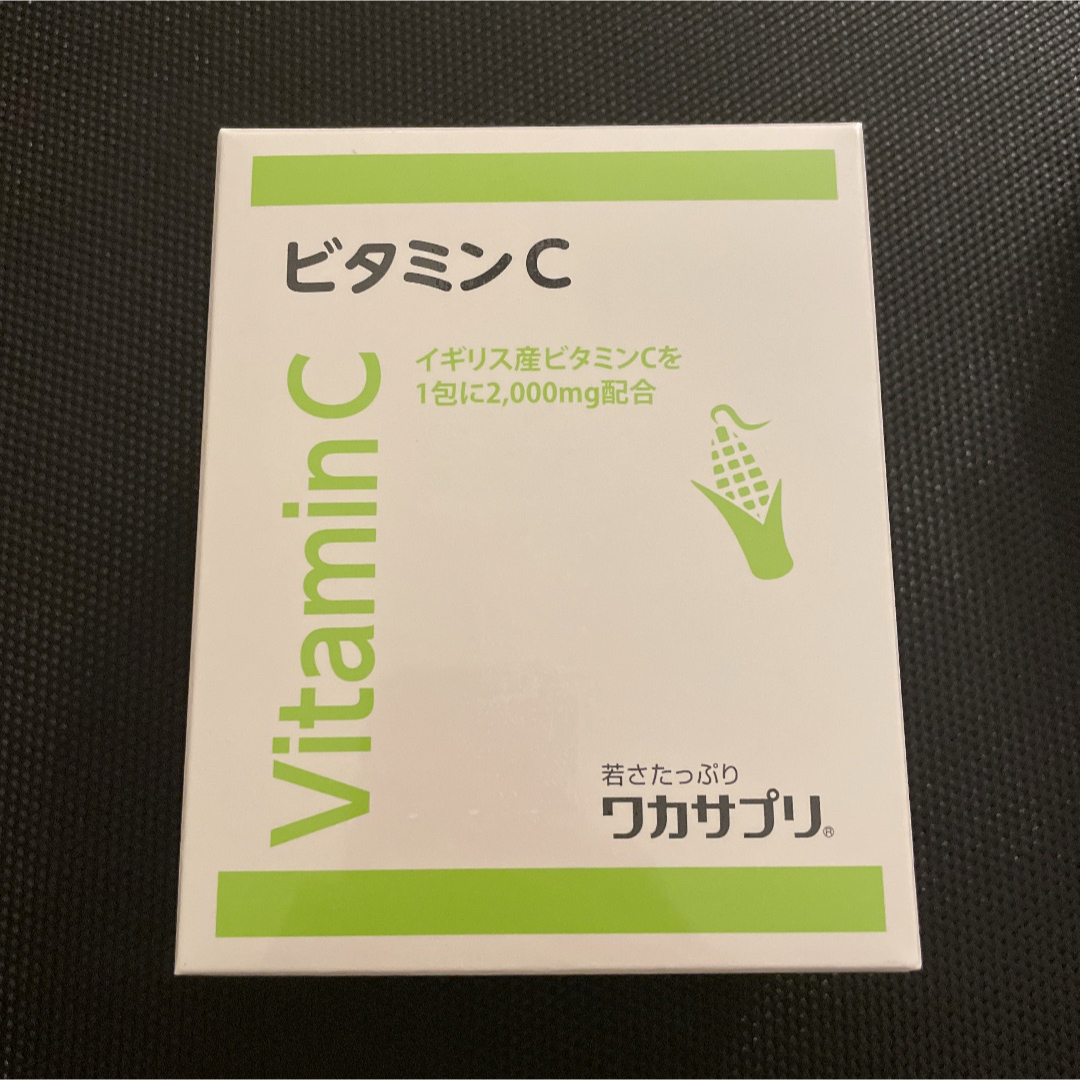 ビタミンC
Vitamin C
イギリス産ビタミンCを
1包に2,000mg配合
若さたっぷり
ワカサプリ®